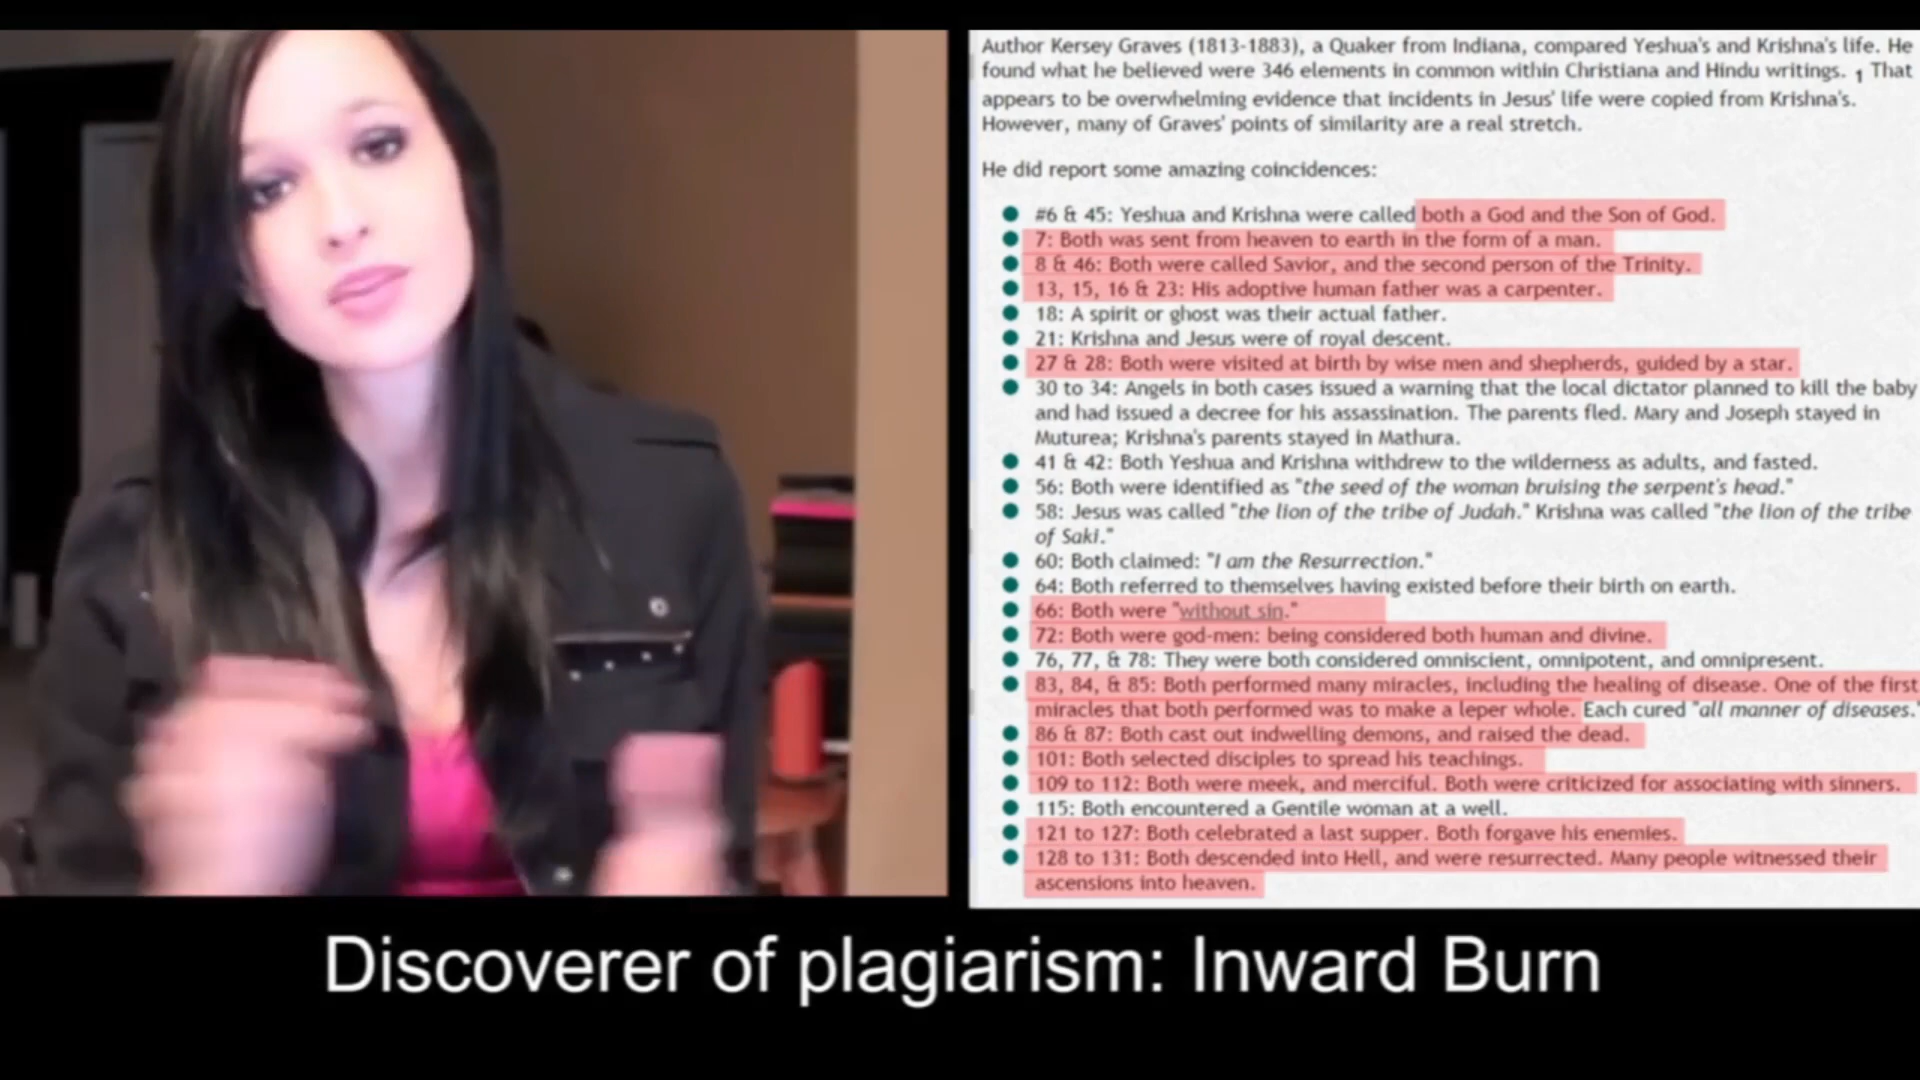 Author Kersey Graves (1813-1883), a Quaker from Indiana, compared Yeshua's and Krishna's life. He
found what he believed were 346 elements in common within Christiana and Hindu writings. 1 That
appears to be overwhelming evidence that incidents in Jesus' life were copied from Krishna's.
However, many of Graves' points of similarity are a real stretch.
He did report some amazing coincidences:
#6 & 45: Yeshua and Krishna were called both a God and the Son of God.
7: Both was sent from heaven to earth in the form of a man.
8 & 46: Both were called Savior, and the second person of the Trinity.
13, 15, 16 & 23: His adoptive human father was a carpenter.
18: A spirit or ghost was their actual father.
21: Krishna and Jesus were of royal descent.
27 & 28: Both were visited at birth by wise men and shepherds, guided by a star.
30 to 34: Angels in both cases issued a warning that the local dictator planned to kill the baby
and had issued a decree for his assassination. The parents fled. Mary and Joseph stayed in
Muturea; Krishna's parents stayed in Mathura.
41 & 42: Both Yeshua and Krishna withdrew to the wilderness as adults, and fasted.
56: Both were identified as "the seed of the woman bruising the serpent's head."
58: Jesus was called "the lion of the tribe of Judah." Krishna was called "the lion of the tribe
of Saki."
60: Both claimed: "I am the Resurrection."
64: Both referred to themselves having existed before their birth on earth.
66: Both were "without sin."
72: Both were god-men: being considered both human and divine.
76, 77, & 78: They were both considered omniscient, omnipotent, and omnipresent.
83, 84, & 85: Both performed many miracles, including the healing of disease. One of the first
miracles that both performed was to make a leper whole. Each cured "all manner of diseases."
86 & 87: Both cast out indwelling demons, and raised the dead.
101: Both selected disciples to spread his teachings.
109 to 112: Both were meek, and merciful. Both were criticized for associating with sinners.
115: Both encountered a Gentile woman at a well.
121 to 127: Both celebrated a last supper. Both forgave his enemies.
128 to 131: Both descended into Hell, and were resurrected. Many people witnessed their
ascensions into heaven.
Discoverer of plagiarism: Inward Burn